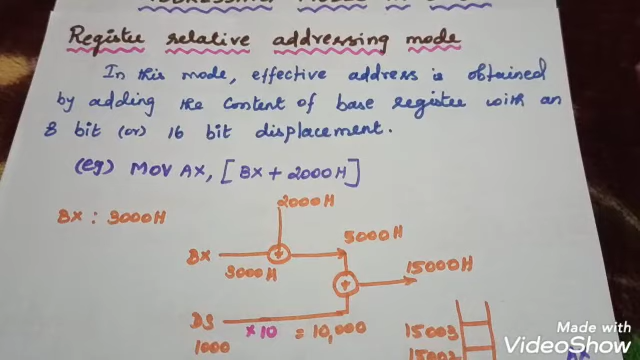 Register relative addressing mode
In this mode, effective address is obtained
by adding the content of base register with an
8 bit (or) 16 bit displacement.
(eg) MOV AX, [BX + 2000H]
2000H
BX : 3000H
5000H
BX
+
3000H
15000H
+
DS
×10 = 10,000
1000
15003
Made with
VideoShow